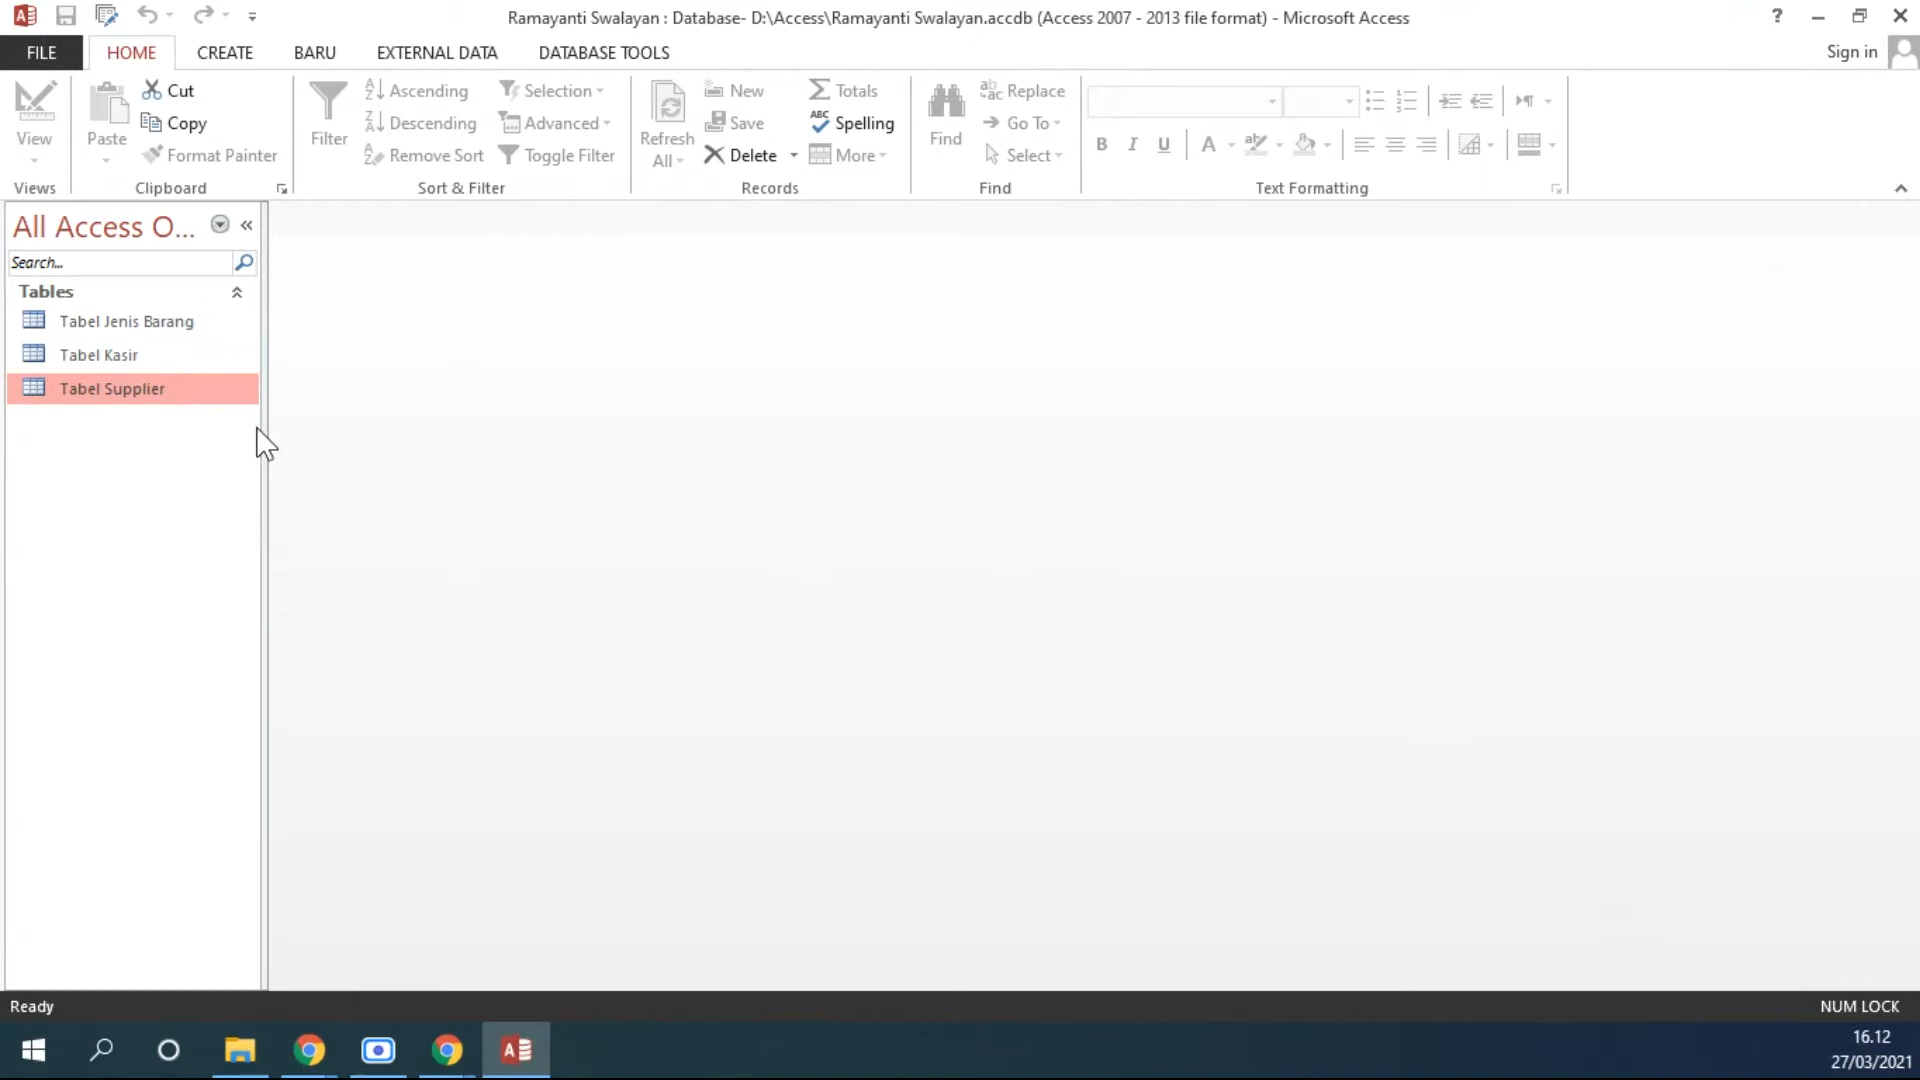 Ramayanti Swalayan : Database- D:\Access\Ramayanti Swalayan.accdb (Access 2007 - 2013 file format) - Microsoft Access
?
FILE HOME CREATE BARU EXTERNAL DATA DATABASE TOOLS Sign in
View
Views
Paste
Cut
Copy
Format Painter
Clipboard
Filter
Ascending
Descending
Remove Sort
Selection
Advanced
Toggle Filter
Sort & Filter
Refresh
All
New
Save
Delete
Totals
Spelling
More
Records
Find
Replace
Go To
Select
Find
B I U A
Text Formatting
All Access O...
Search...
Tables
Tabel Jenis Barang
Tabel Kasir
Tabel Supplier
Ready
NUM LOCK
16.12
27/03/2021